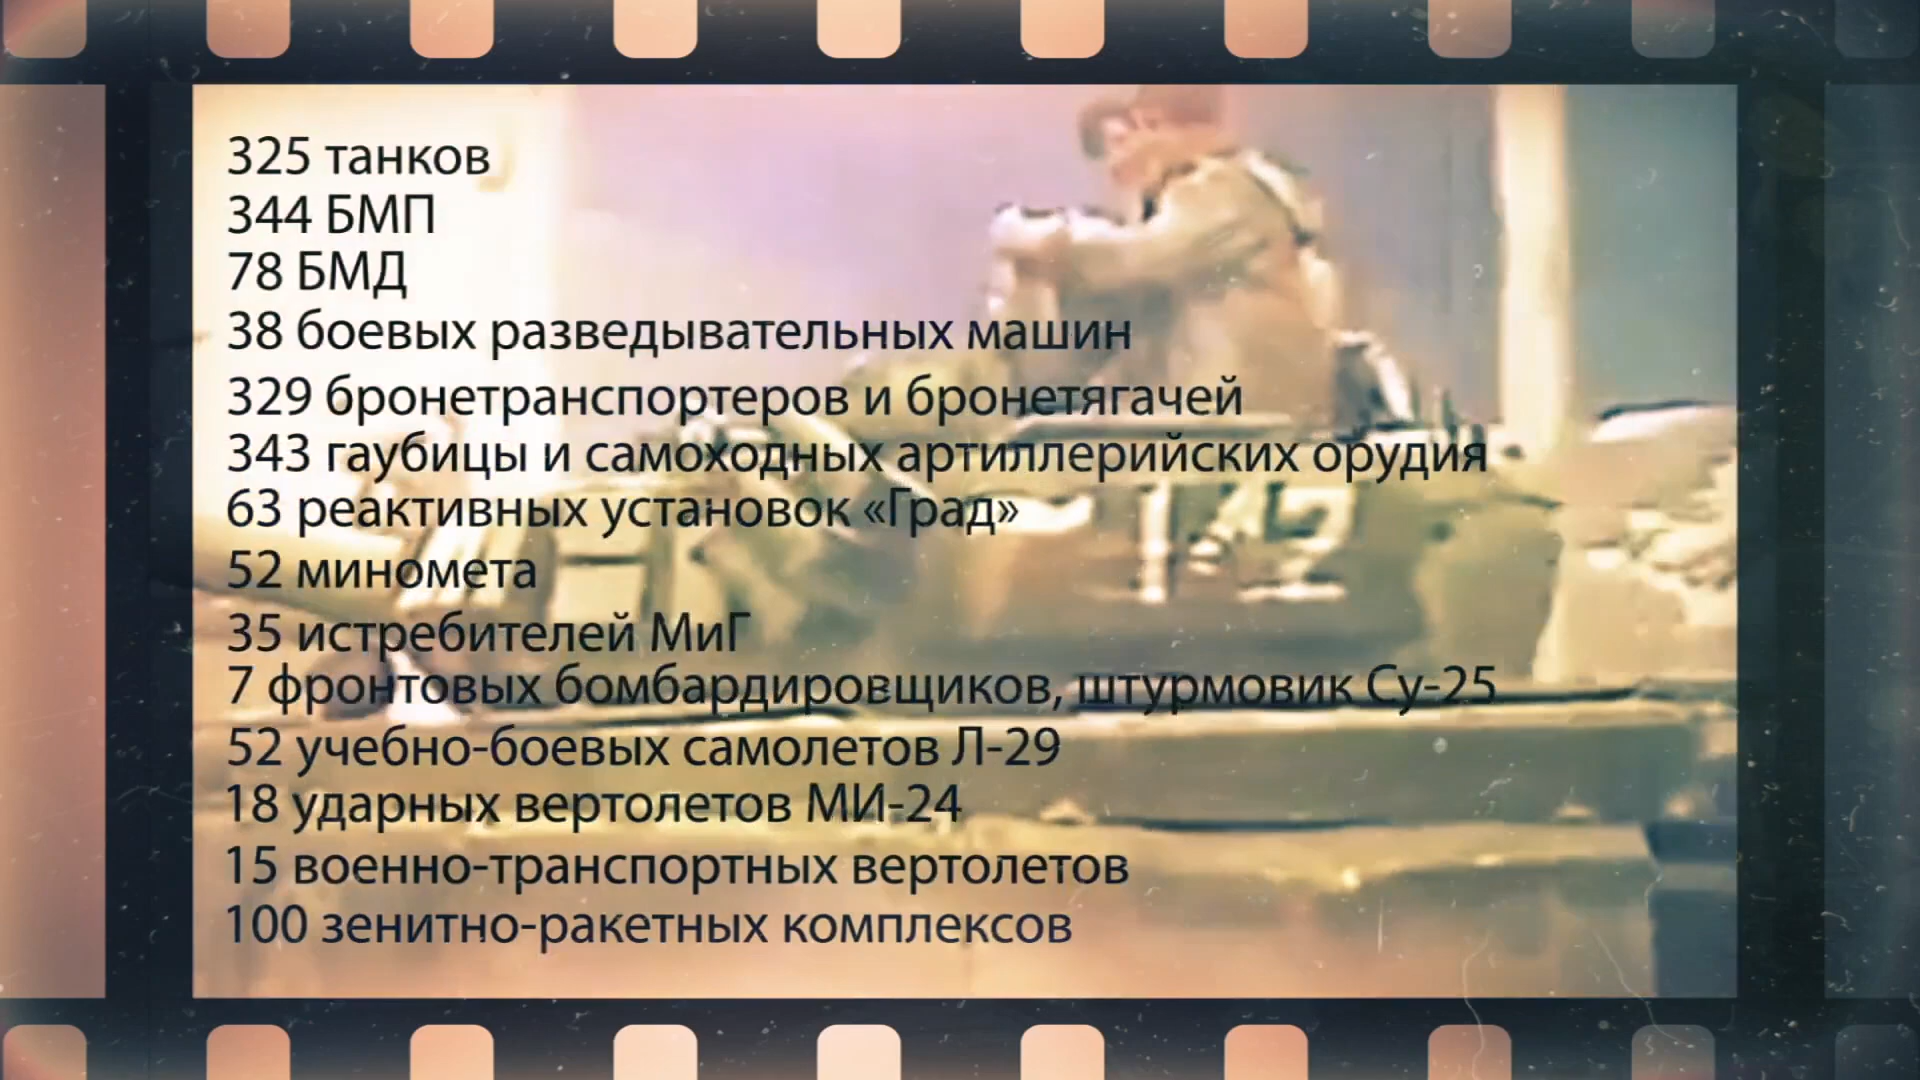 325 танков
344 БМП
78 БМД
38 боевых разведывательных машин
329 бронетранспортеров и бронетягачей
343 гаубицы и самоходных артиллерийских орудия
63 реактивных установок «Град»
52 миномета
35 истребителей МиГ
7 фронтовых бомбардировщиков, штурмовик Су-25
52 учебно-боевых самолетов Л-29
18 ударных вертолетов МИ-24
15 военно-транспортных вертолетов
100 зенитно-ракетных комплексов